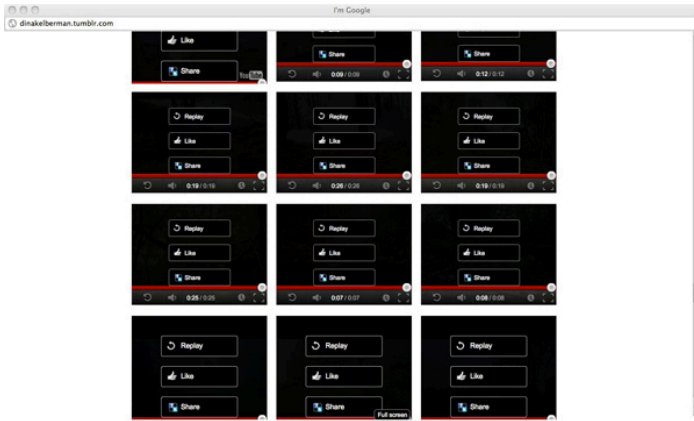 I'm Google
dinakelberman.tumblr.com
Like
Share
YouTube
Share
0:09 / 0:09
Share
0:12 / 0:12
Replay
Like
Share
0:19 / 0:19
Replay
Like
Share
0:26 / 0:26
Replay
Like
Share
0:19 / 0:19
Replay
Like
Share
0:25 / 0:25
Replay
Like
Share
0:07 / 0:07
Replay
Like
Share
0:08 / 0:08
Replay
Like
Share
Replay
Like
Share
Full screen
Replay
Like
Share